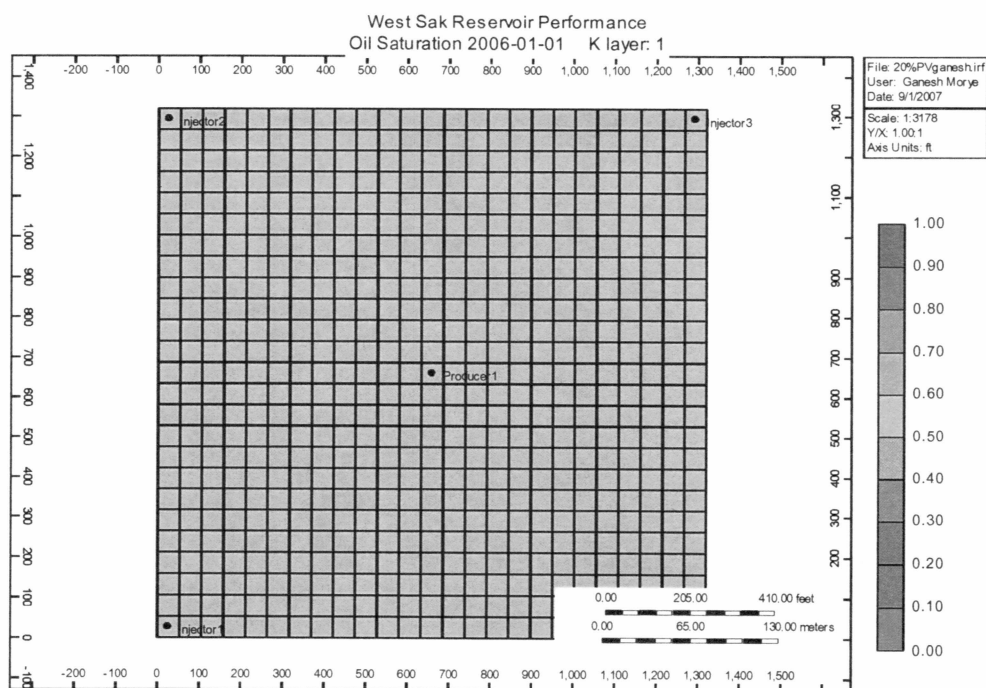 West Sak Reservoir Performance
Oil Saturation 2006-01-01 K layer: 1
-200 -100 0 100 200 300 400 500 600 700 800 900 1,000 1,100 1,200 1,300 1,400 1,500
File: 20%PVganesh.irf
User: Ganesh Morye
Date: 9/1/2007
Scale: 1:3178
Y/X: 1.00:1
Axis Units: ft
1,400
1,200
1,000
900
800
700
600
500
400
300
200
100
0
-100
njector2
njector3
Producer1
njector1
1,300
1,100
1,000
900
800
700
600
500
400
300
200
1.00
0.90
0.80
0.70
0.60
0.50
0.40
0.30
0.20
0.10
0.00
0.00 205.00 410.00 feet
0.00 65.00 130.00 meters
-200 -100 0 100 200 300 400 500 600 700 800 900 1,000 1,100 1,200 1,300 1,400 1,500